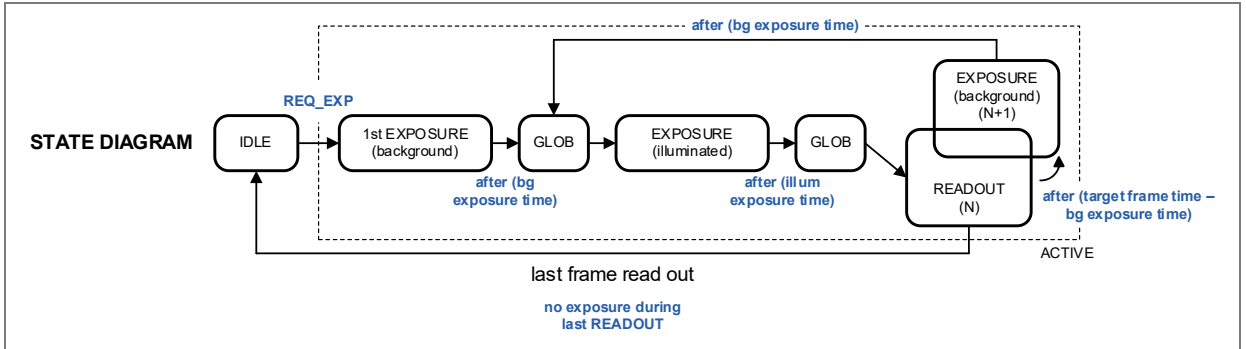 after (bg exposure time)
EXPOSURE
(background)
(N+1)
REQ_EXP
STATE DIAGRAM
IDLE
1st EXPOSURE
(background)
GLOB
EXPOSURE
(illuminated)
GLOB
after (bg
exposure time)
after (illum
exposure time)
READOUT
(N)
after (target frame time –
bg exposure time)
ACTIVE
last frame read out
no exposure during
last READOUT